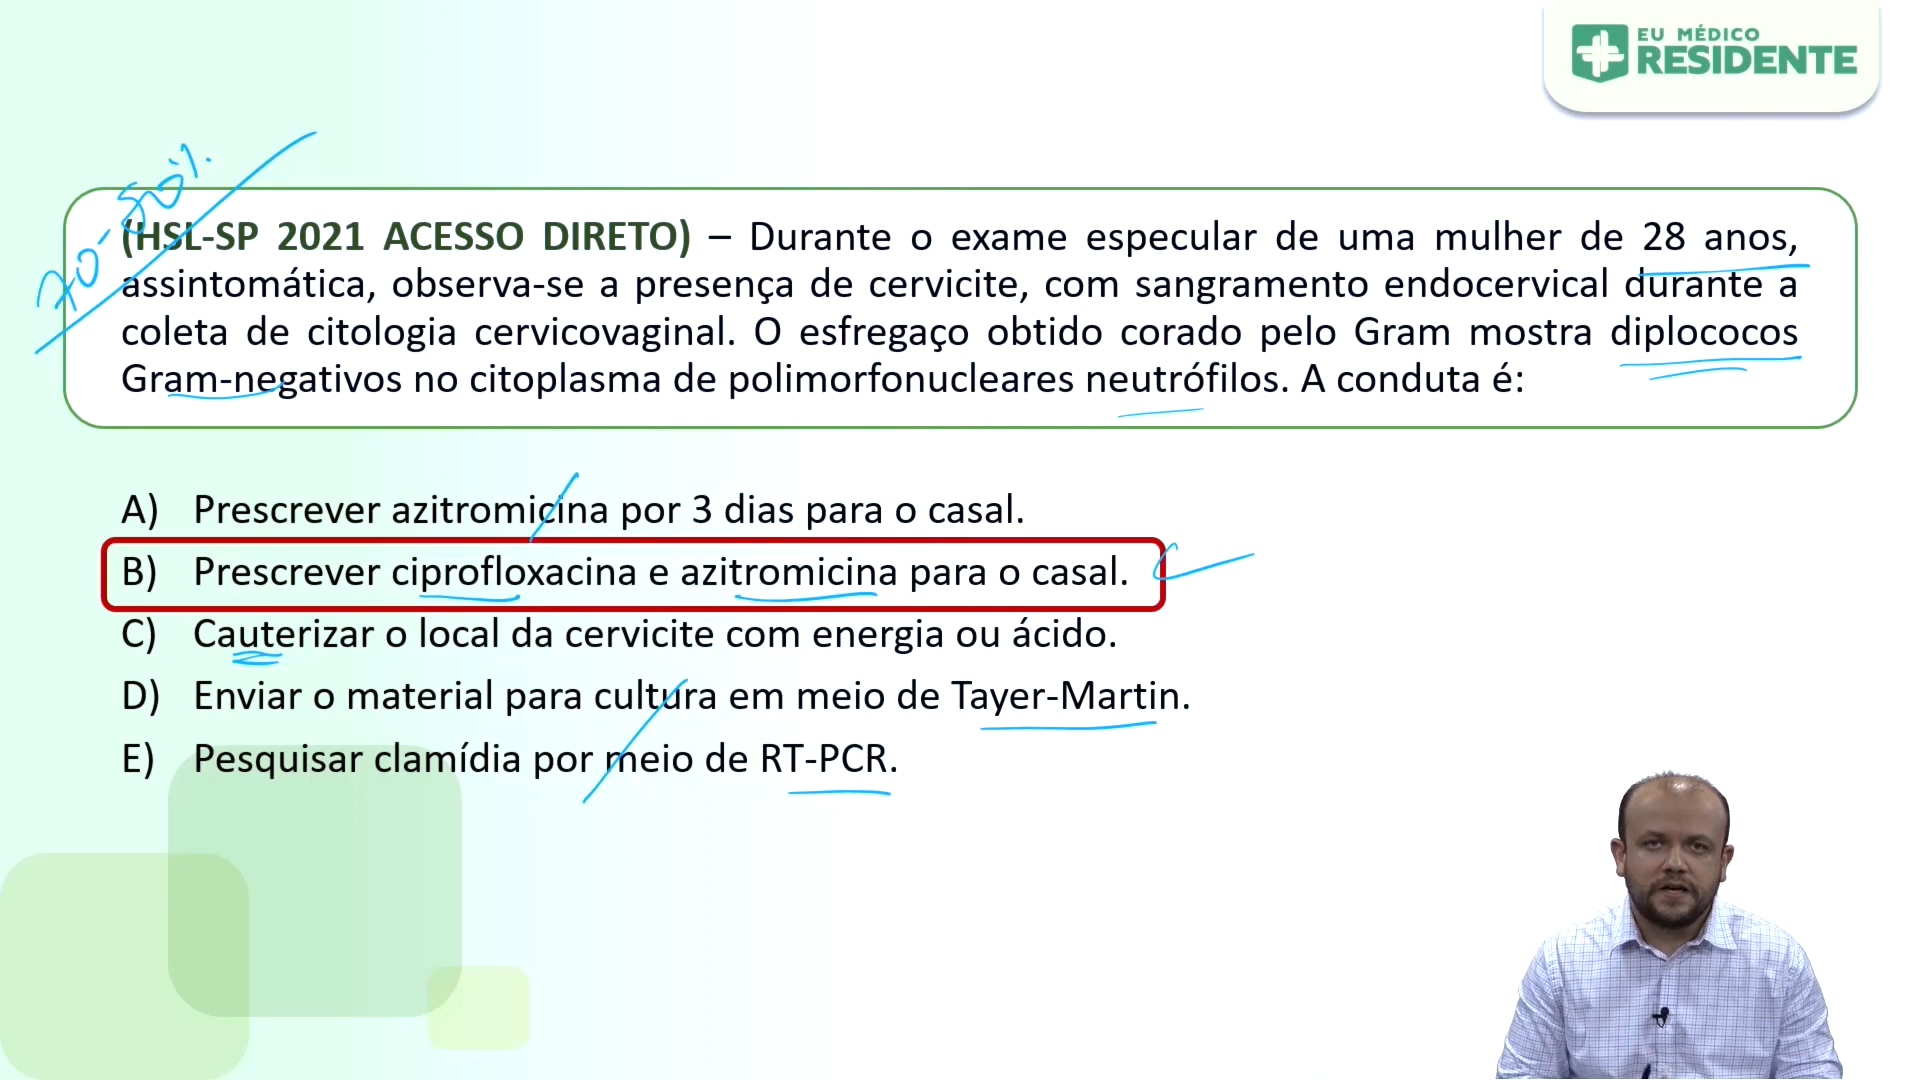 EU MÉDICO
RESIDENTE
70-80%
(HSL-SP 2021 ACESSO DIRETO) – Durante o exame especular de uma mulher de 28 anos,
assintomática, observa-se a presença de cervicite, com sangramento endocervical durante a
coleta de citologia cervicovaginal. O esfregaço obtido corado pelo Gram mostra diplococos
Gram-negativos no citoplasma de polimorfonucleares neutrófilos. A conduta é:
A) Prescrever azitromicina por 3 dias para o casal.
B) Prescrever ciprofloxacina e azitromicina para o casal.
C) Cauterizar o local da cervicite com energia ou ácido.
D) Enviar o material para cultura em meio de Tayer-Martin.
E) Pesquisar clamídia por meio de RT-PCR.